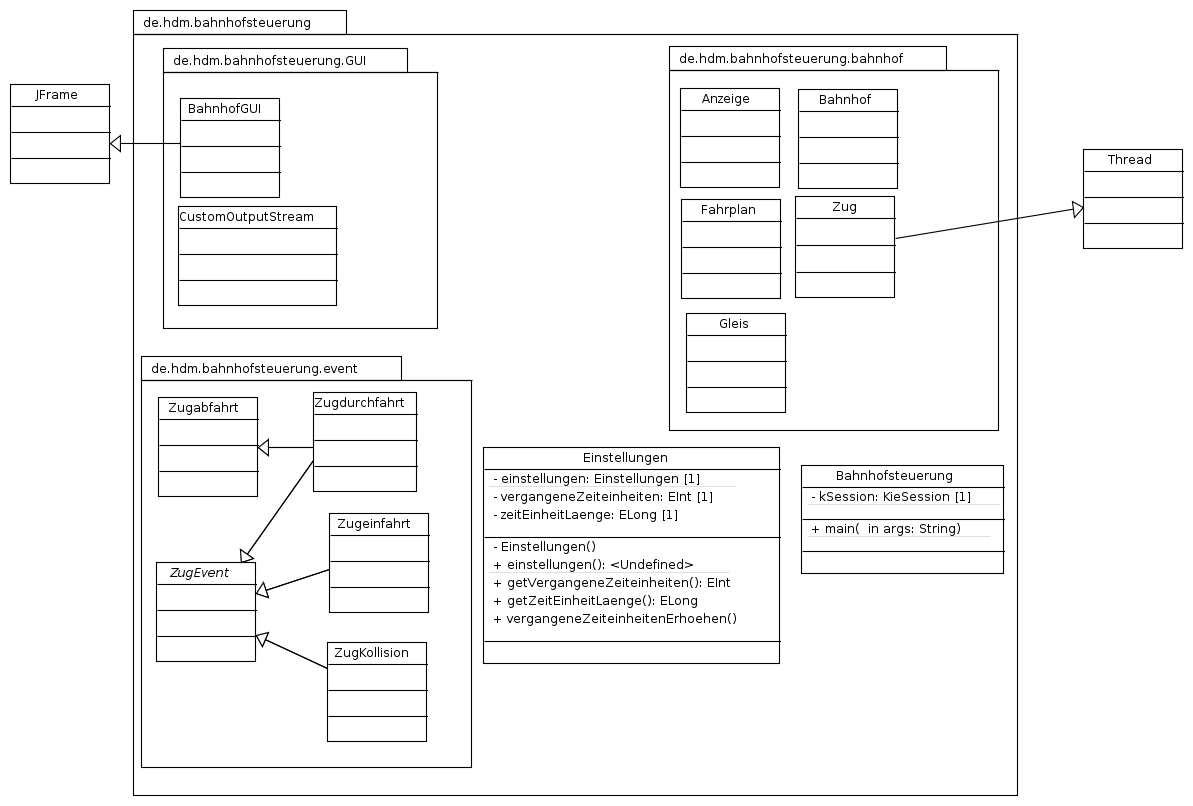 de.hdm.bahnhofsteuerung
de.hdm.bahnhofsteuerung.GUI
de.hdm.bahnhofsteuerung.bahnhof
JFrame
BahnhofGUI
Anzeige
Bahnhof
Thread
CustomOutputStream
Fahrplan
Zug
Gleis
de.hdm.bahnhofsteuerung.event
Zugabfahrt
Zugdurchfahrt
Zugeinfahrt
ZugEvent
ZugKollision
Einstellungen
- einstellungen: Einstellungen [1]
- vergangeneZeiteinheiten: EInt [1]
- zeitEinheitLaenge: ELong [1]
- Einstellungen()
+ einstellungen(): <Undefined>
+ getVergangeneZeiteinheiten(): EInt
+ getZeitEinheitLaenge(): ELong
+ vergangeneZeiteinheitenErhoehen()
Bahnhofsteuerung
- kSession: KieSession [1]
+ main(  in args: String)